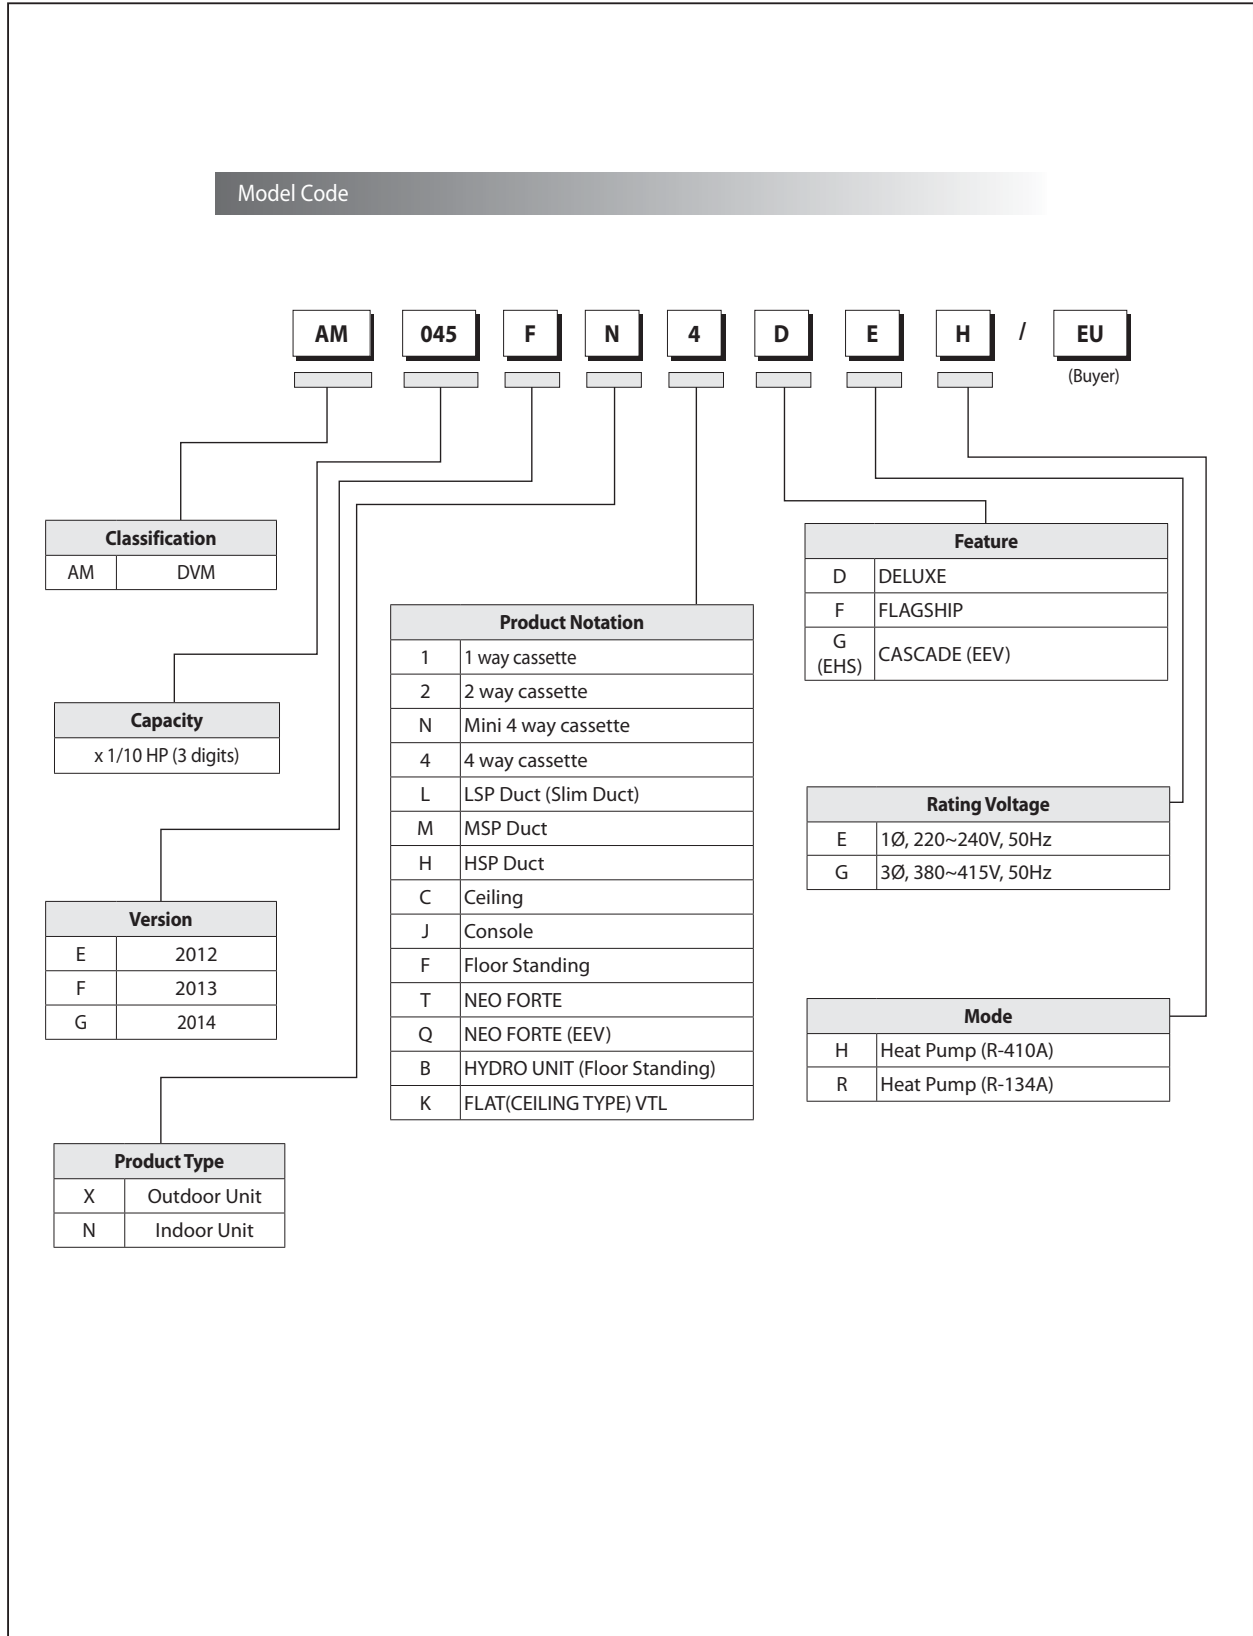 Model Code
AM 045 F N 4 D E H / EU
(Buyer)
Classification
AM DVM
Capacity
x 1/10 HP (3 digits)
Version
E 2012
F 2013
G 2014
Product Type
X Outdoor Unit
N Indoor Unit
Product Notation
1 1 way cassette
2 2 way cassette
N Mini 4 way cassette
4 4 way cassette
L LSP Duct (Slim Duct)
M MSP Duct
H HSP Duct
C Ceiling
J Console
F Floor Standing
T NEO FORTE
Q NEO FORTE (EEV)
B HYDRO UNIT (Floor Standing)
K FLAT(CEILING TYPE) VTL
Feature
D DELUXE
F FLAGSHIP
G
(EHS) CASCADE (EEV)
Rating Voltage
E 1Ø, 220~240V, 50Hz
G 3Ø, 380~415V, 50Hz
Mode
H Heat Pump (R-410A)
R Heat Pump (R-134A)